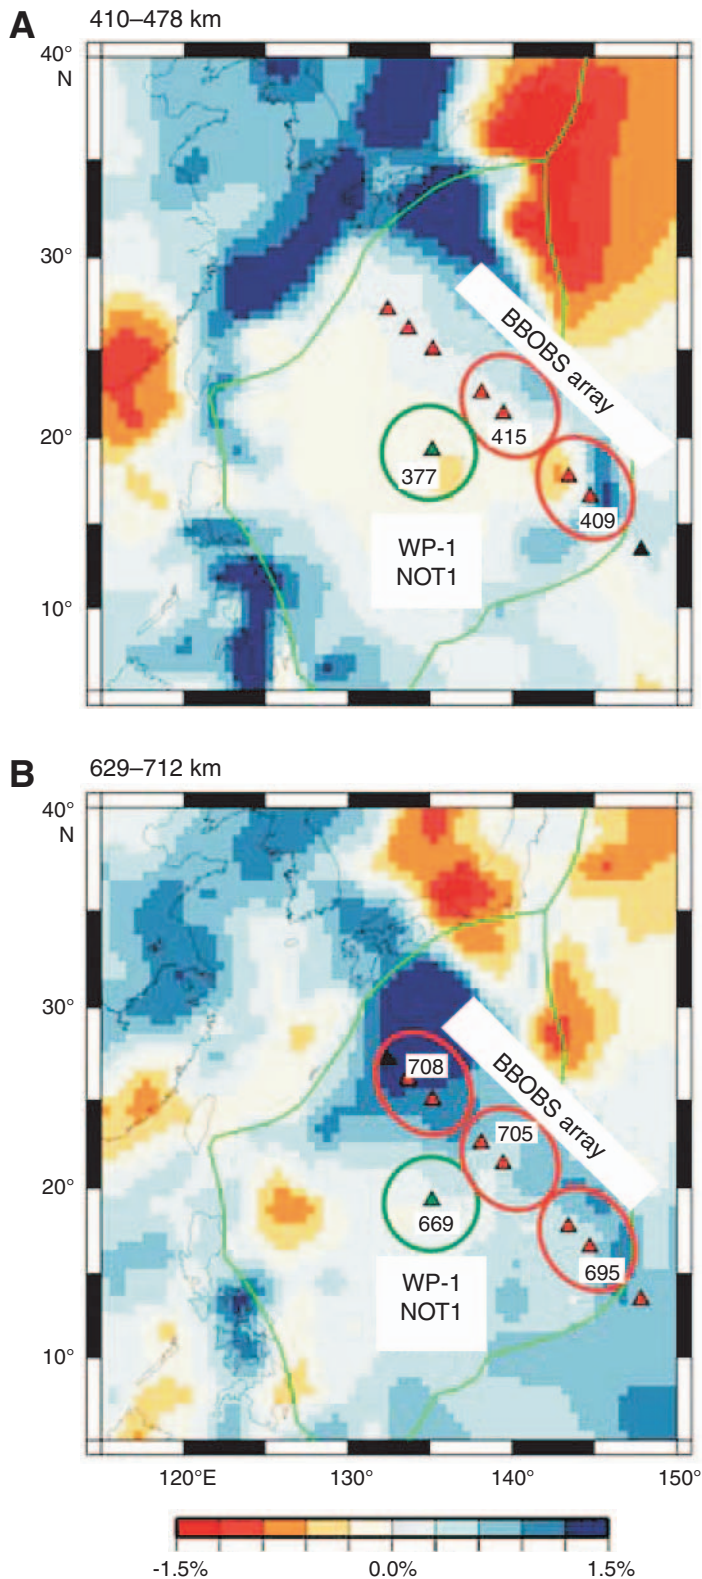 A
410–478 km
40°
N
30°
20°
10°
BBOBS array
415
377
409
WP-1
NOT1
B
629–712 km
40°
N
30°
20°
10°
BBOBS array
708
705
669
695
WP-1
NOT1
120°E 130° 140° 150°
-1.5% 0.0% 1.5%